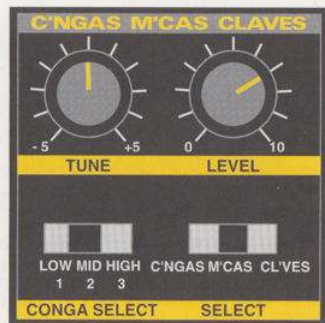 C'NGAS M'CAS CLAVES
-5 +5 0 10
TUNE LEVEL
LOW MID HIGH C'NGAS M'CAS CL'VES
1 2 3
CONGA SELECT SELECT